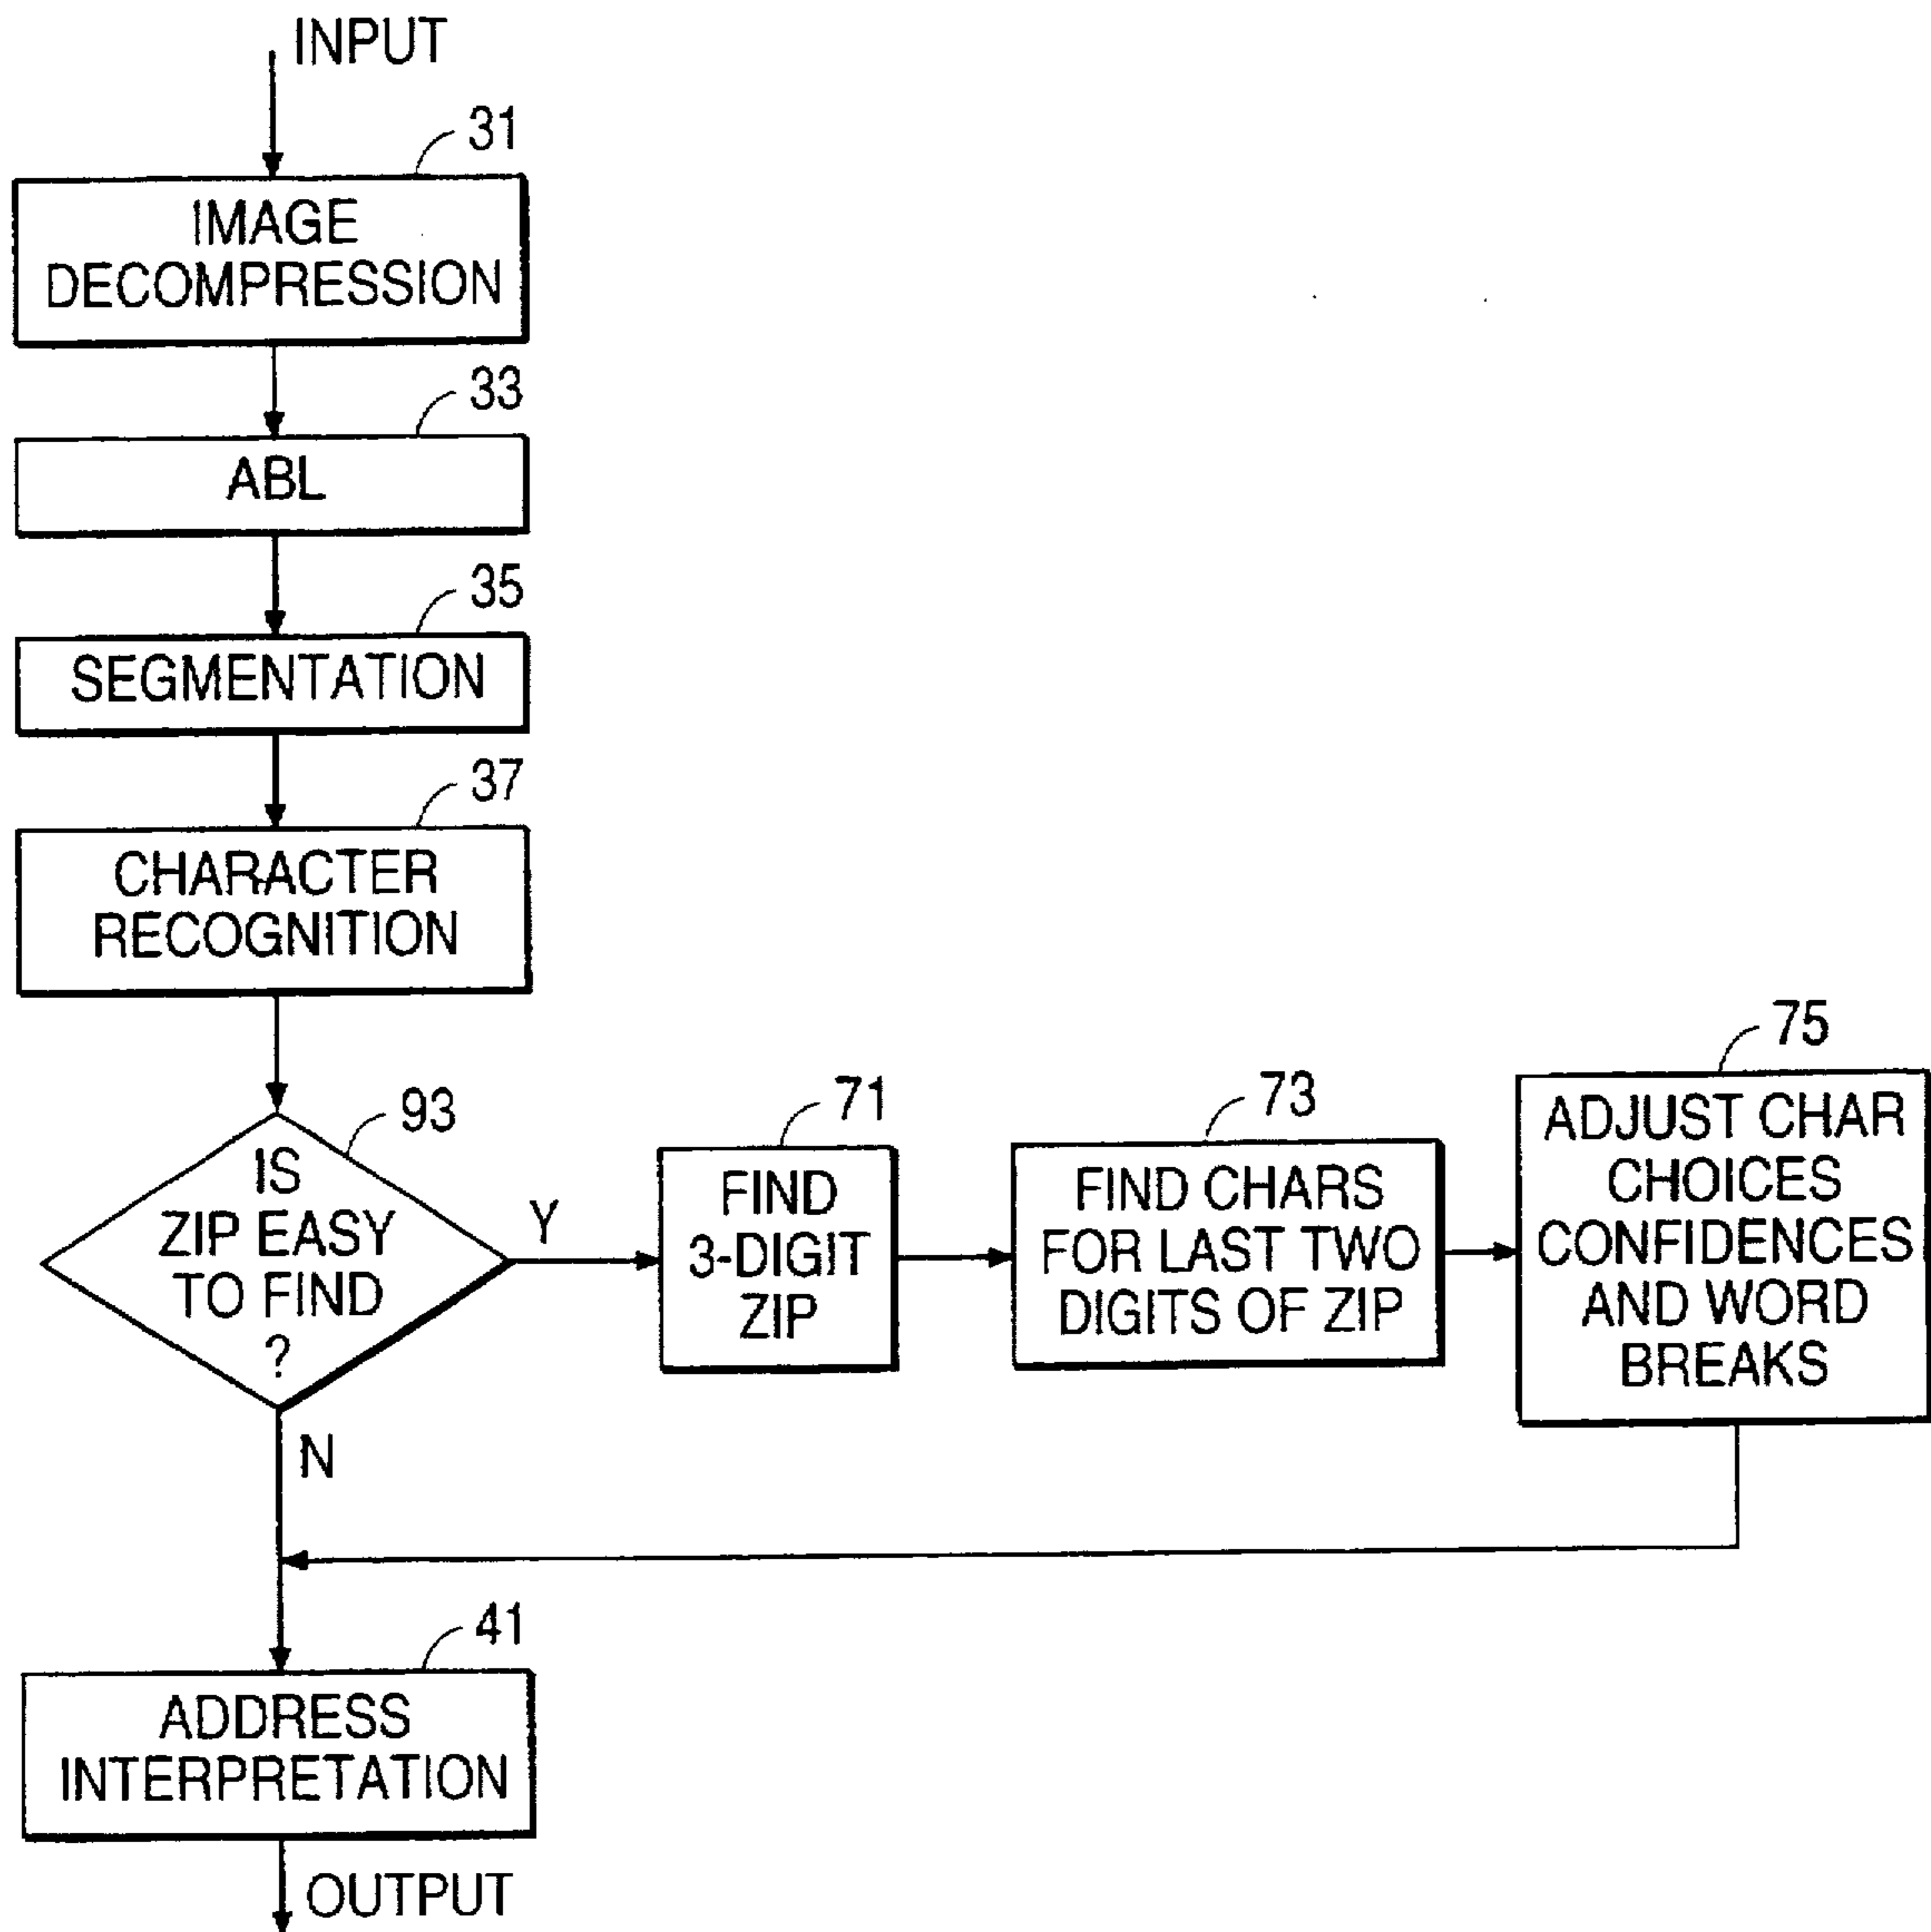 INPUT
31
IMAGE
DECOMPRESSION
33
ABL
35
SEGMENTATION
37
CHARACTER
RECOGNITION
93
IS
ZIP EASY
TO FIND
?
Y
N
71
FIND
3-DIGIT
ZIP
73
FIND CHARS
FOR LAST TWO
DIGITS OF ZIP
75
ADJUST CHAR
CHOICES
CONFIDENCES
AND WORD
BREAKS
41
ADDRESS
INTERPRETATION
OUTPUT